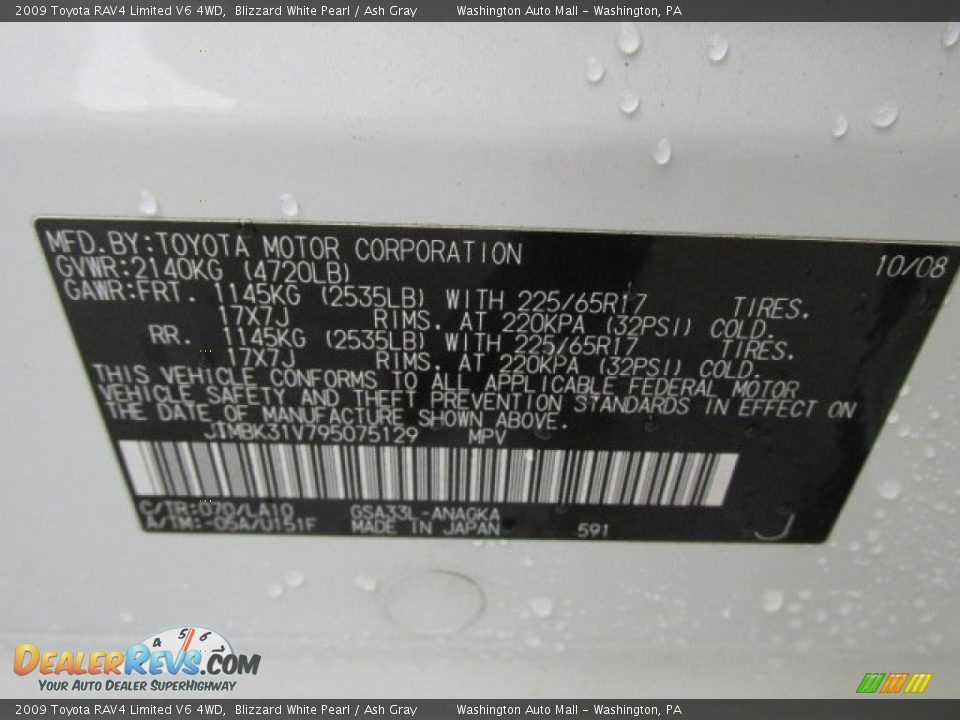 2009 Toyota RAV4 Limited V6 4WD, Blizzard White Pearl / Ash Gray Washington Auto Mall - Washington, PA
MFD.BY:TOYOTA MOTOR CORPORATION 10/08
GVWR:2140KG (4720LB)
GAWR:FRT. 1145KG (2535LB) WITH 225/65R17 TIRES.
17X7J RIMS. AT 220KPA (32PSI) COLD.
RR. 1145KG (2535LB) WITH 225/65R17 TIRES.
17X7J RIMS. AT 220KPA (32PSI) COLD.
THIS VEHICLE CONFORMS TO ALL APPLICABLE FEDERAL MOTOR
VEHICLE SAFETY AND THEFT PREVENTION STANDARDS IN EFFECT ON
THE DATE OF MANUFACTURE SHOWN ABOVE.
JTMBK31V795075129 MPV
C/TR:070/LA10 GSA33L-ANAGKA
A/TM:-05A/U151F MADE IN JAPAN 591 J
4 5 6
DEALERREVS.COM
YOUR AUTO DEALER SUPERHIGHWAY
2009 Toyota RAV4 Limited V6 4WD, Blizzard White Pearl / Ash Gray Washington Auto Mall - Washington, PA